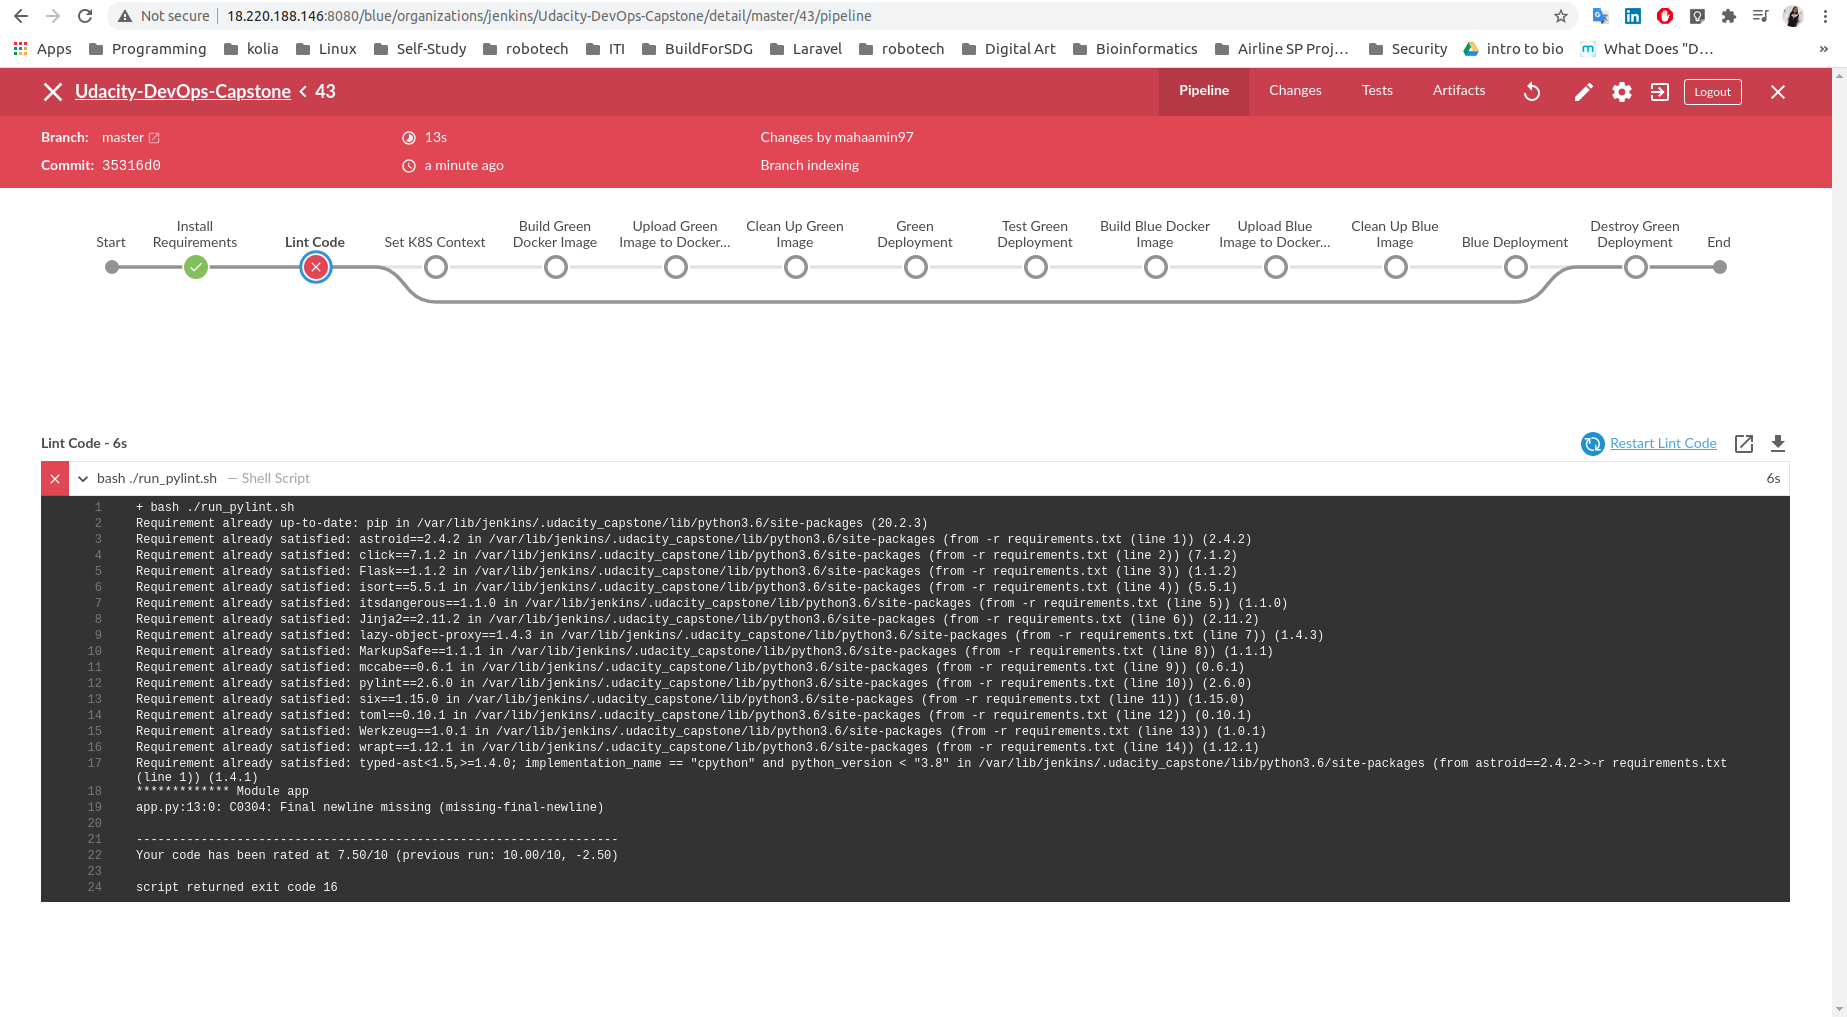 Not secure | 18.220.188.146:8080/blue/organizations/jenkins/Udacity-DevOps-Capstone/detail/master/43/pipeline
Apps Programming kolia Linux Self-Study robotech ITI BuildForSDG Laravel robotech Digital Art Bioinformatics Airline SP Proj... Security intro to bio What Does "D... »
Udacity-DevOps-Capstone < 43 Pipeline Changes Tests Artifacts Logout
Branch: master 13s Changes by mahaamin97
Commit: 35316d0 a minute ago Branch indexing
Start
Install Requirements
Lint Code
Set K8S Context
Build Green Docker Image
Upload Green Image to Docker...
Clean Up Green Image
Green Deployment
Test Green Deployment
Build Blue Docker Image
Upload Blue Image to Docker...
Clean Up Blue Image
Blue Deployment
Destroy Green Deployment
End
Lint Code - 6s Restart Lint Code
bash ./run_pylint.sh — Shell Script 6s
1 + bash ./run_pylint.sh
2 Requirement already up-to-date: pip in /var/lib/jenkins/.udacity_capstone/lib/python3.6/site-packages (20.2.3)
3 Requirement already satisfied: astroid==2.4.2 in /var/lib/jenkins/.udacity_capstone/lib/python3.6/site-packages (from -r requirements.txt (line 1)) (2.4.2)
4 Requirement already satisfied: click==7.1.2 in /var/lib/jenkins/.udacity_capstone/lib/python3.6/site-packages (from -r requirements.txt (line 2)) (7.1.2)
5 Requirement already satisfied: Flask==1.1.2 in /var/lib/jenkins/.udacity_capstone/lib/python3.6/site-packages (from -r requirements.txt (line 3)) (1.1.2)
6 Requirement already satisfied: isort==5.5.1 in /var/lib/jenkins/.udacity_capstone/lib/python3.6/site-packages (from -r requirements.txt (line 4)) (5.5.1)
7 Requirement already satisfied: itsdangerous==1.1.0 in /var/lib/jenkins/.udacity_capstone/lib/python3.6/site-packages (from -r requirements.txt (line 5)) (1.1.0)
8 Requirement already satisfied: Jinja2==2.11.2 in /var/lib/jenkins/.udacity_capstone/lib/python3.6/site-packages (from -r requirements.txt (line 6)) (2.11.2)
9 Requirement already satisfied: lazy-object-proxy==1.4.3 in /var/lib/jenkins/.udacity_capstone/lib/python3.6/site-packages (from -r requirements.txt (line 7)) (1.4.3)
10 Requirement already satisfied: MarkupSafe==1.1.1 in /var/lib/jenkins/.udacity_capstone/lib/python3.6/site-packages (from -r requirements.txt (line 8)) (1.1.1)
11 Requirement already satisfied: mccabe==0.6.1 in /var/lib/jenkins/.udacity_capstone/lib/python3.6/site-packages (from -r requirements.txt (line 9)) (0.6.1)
12 Requirement already satisfied: pylint==2.6.0 in /var/lib/jenkins/.udacity_capstone/lib/python3.6/site-packages (from -r requirements.txt (line 10)) (2.6.0)
13 Requirement already satisfied: six==1.15.0 in /var/lib/jenkins/.udacity_capstone/lib/python3.6/site-packages (from -r requirements.txt (line 11)) (1.15.0)
14 Requirement already satisfied: toml==0.10.1 in /var/lib/jenkins/.udacity_capstone/lib/python3.6/site-packages (from -r requirements.txt (line 12)) (0.10.1)
15 Requirement already satisfied: Werkzeug==1.0.1 in /var/lib/jenkins/.udacity_capstone/lib/python3.6/site-packages (from -r requirements.txt (line 13)) (1.0.1)
16 Requirement already satisfied: wrapt==1.12.1 in /var/lib/jenkins/.udacity_capstone/lib/python3.6/site-packages (from -r requirements.txt (line 14)) (1.12.1)
17 Requirement already satisfied: typed-ast<1.5,>=1.4.0; implementation_name == "cpython" and python_version < "3.8" in /var/lib/jenkins/.udacity_capstone/lib/python3.6/site-packages (from astroid==2.4.2->-r requirements.txt
(line 1)) (1.4.1)
18 ************* Module app
19 app.py:13:0: C0304: Final newline missing (missing-final-newline)
20
21 -------------------------------------------------------------------
22 Your code has been rated at 7.50/10 (previous run: 10.00/10, -2.50)
23
24 script returned exit code 16